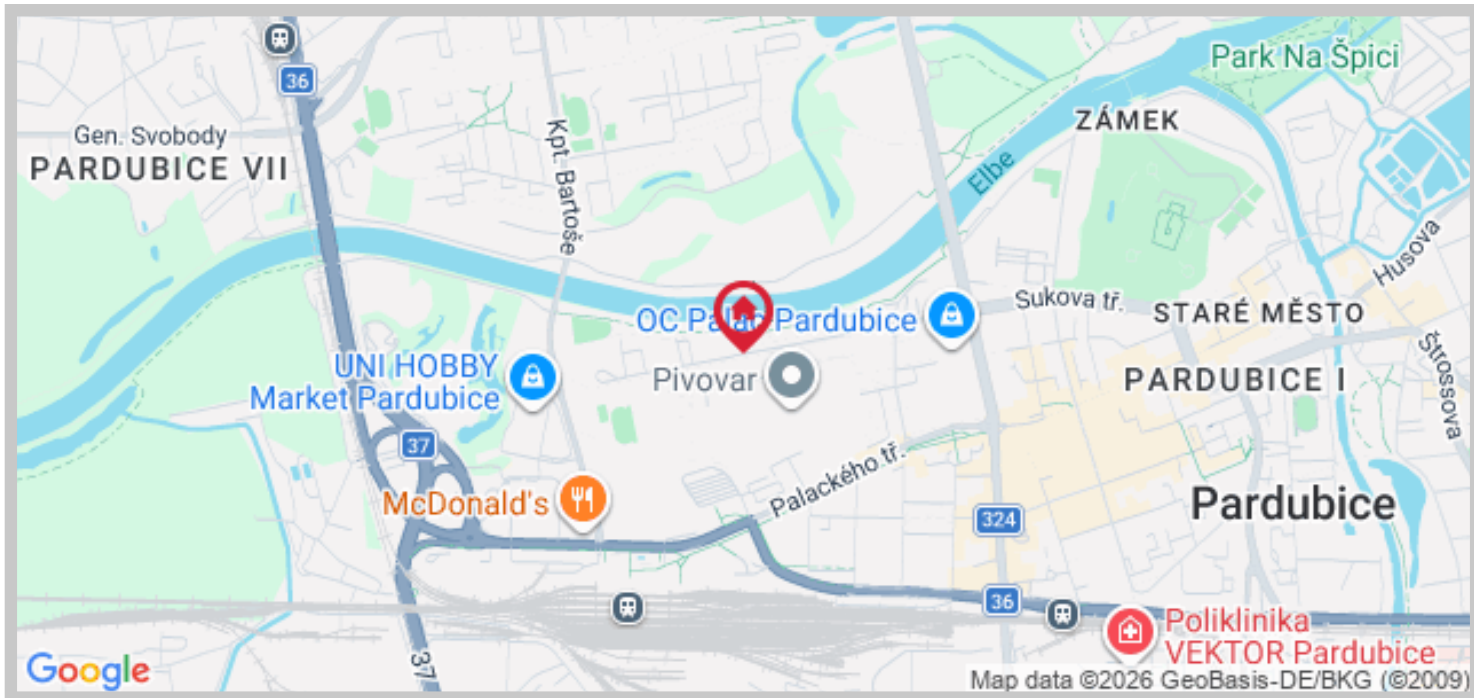 Park Na Špici
36
ZÁMEK
Gen. Svobody
PARDUBICE VII
Kpt. Bartoše
Elbe
Husova
Sukova tř.
STARÉ MĚSTO
OC Palác Pardubice
Štrossova
UNI HOBBY
Market Pardubice
Pivovar
PARDUBICE I
37
Palackého tř.
McDonald's
Pardubice
324
36
Poliklinika
VEKTOR Pardubice
37
Google
Map data ©2026 GeoBasis-DE/BKG (©2009)